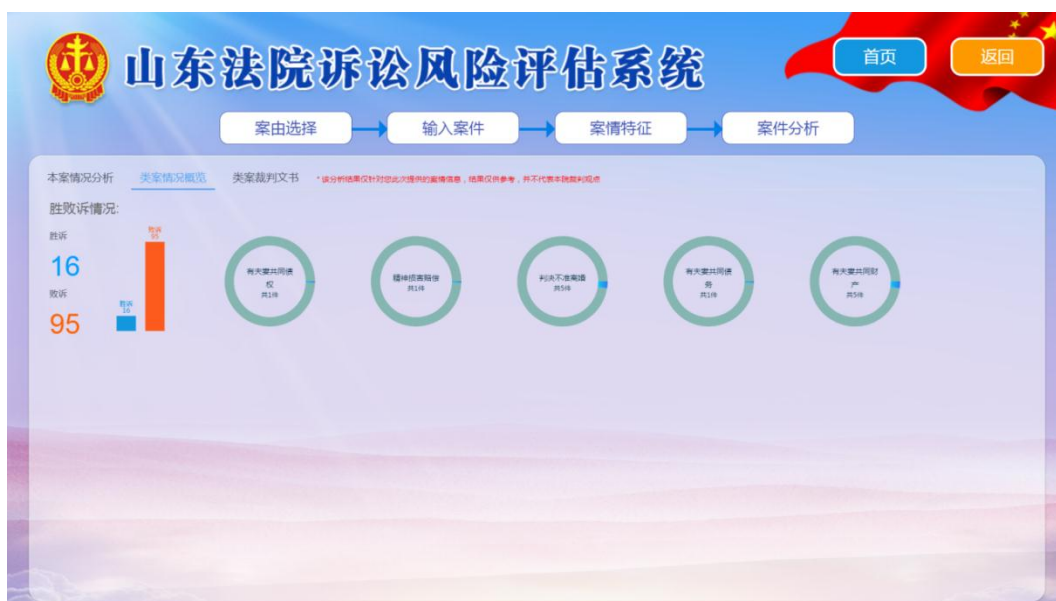 山东法院诉讼风险评估系统
首页
返回
案由选择
输入案件
案情特征
案件分析
本案情况分析
类案情况概览
类案裁判文书
*该分析结果仅针对您此次提供的案情信息，结果仅供参考，并不代表本院裁判观点
胜败诉情况:
胜诉
16
败诉
95
败诉
16
败诉
95
有夫妻共同债
权
共1件
精神损害赔偿
共1件
判决不准离婚
共5件
有夫妻共同债
务
共1件
有夫妻共同财
产
共5件